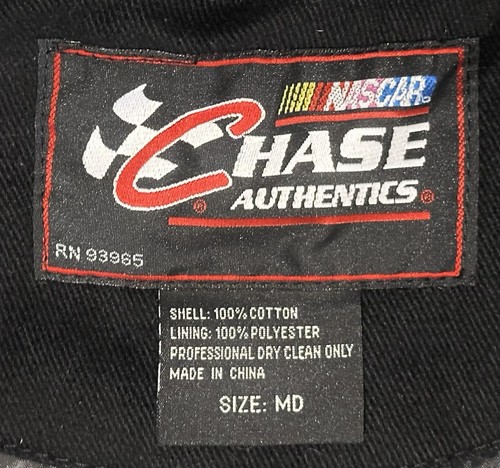 NASCAR®
CHASE
AUTHENTICS®
®
RN 93965
SHELL: 100% COTTON
LINING: 100% POLYESTER
PROFESSIONAL DRY CLEAN ONLY
MADE IN CHINA
SIZE: MD